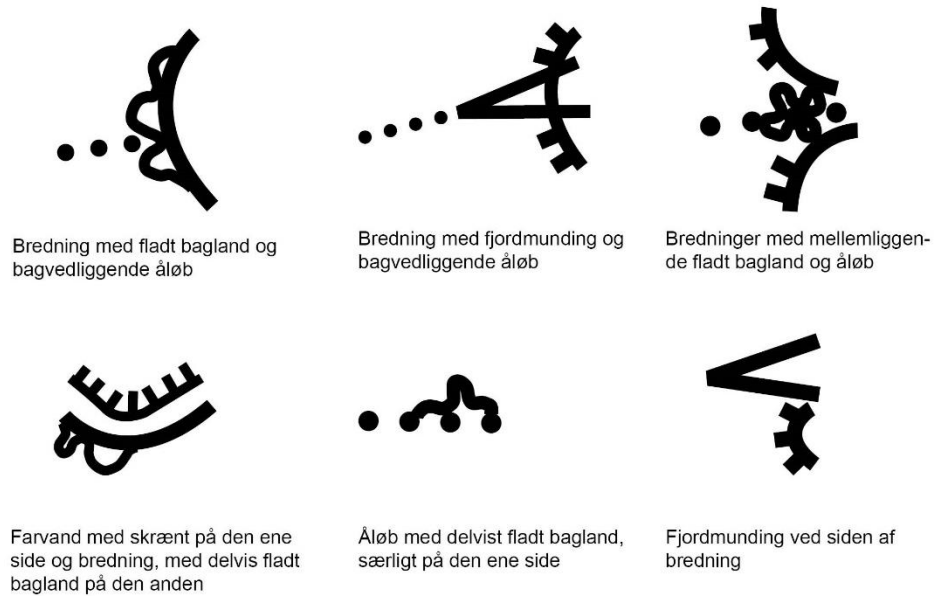 Bredning med fladt bagland og
bagvedliggende åløb
Bredning med fjordmunding og
bagvedliggende åløb
Bredninger med mellemliggen-
de fladt bagland og åløb
Farvand med skrænt på den ene
side og bredning, med delvis fladt
bagland på den anden
Åløb med delvist fladt bagland,
særligt på den ene side
Fjordmunding ved siden af
bredning